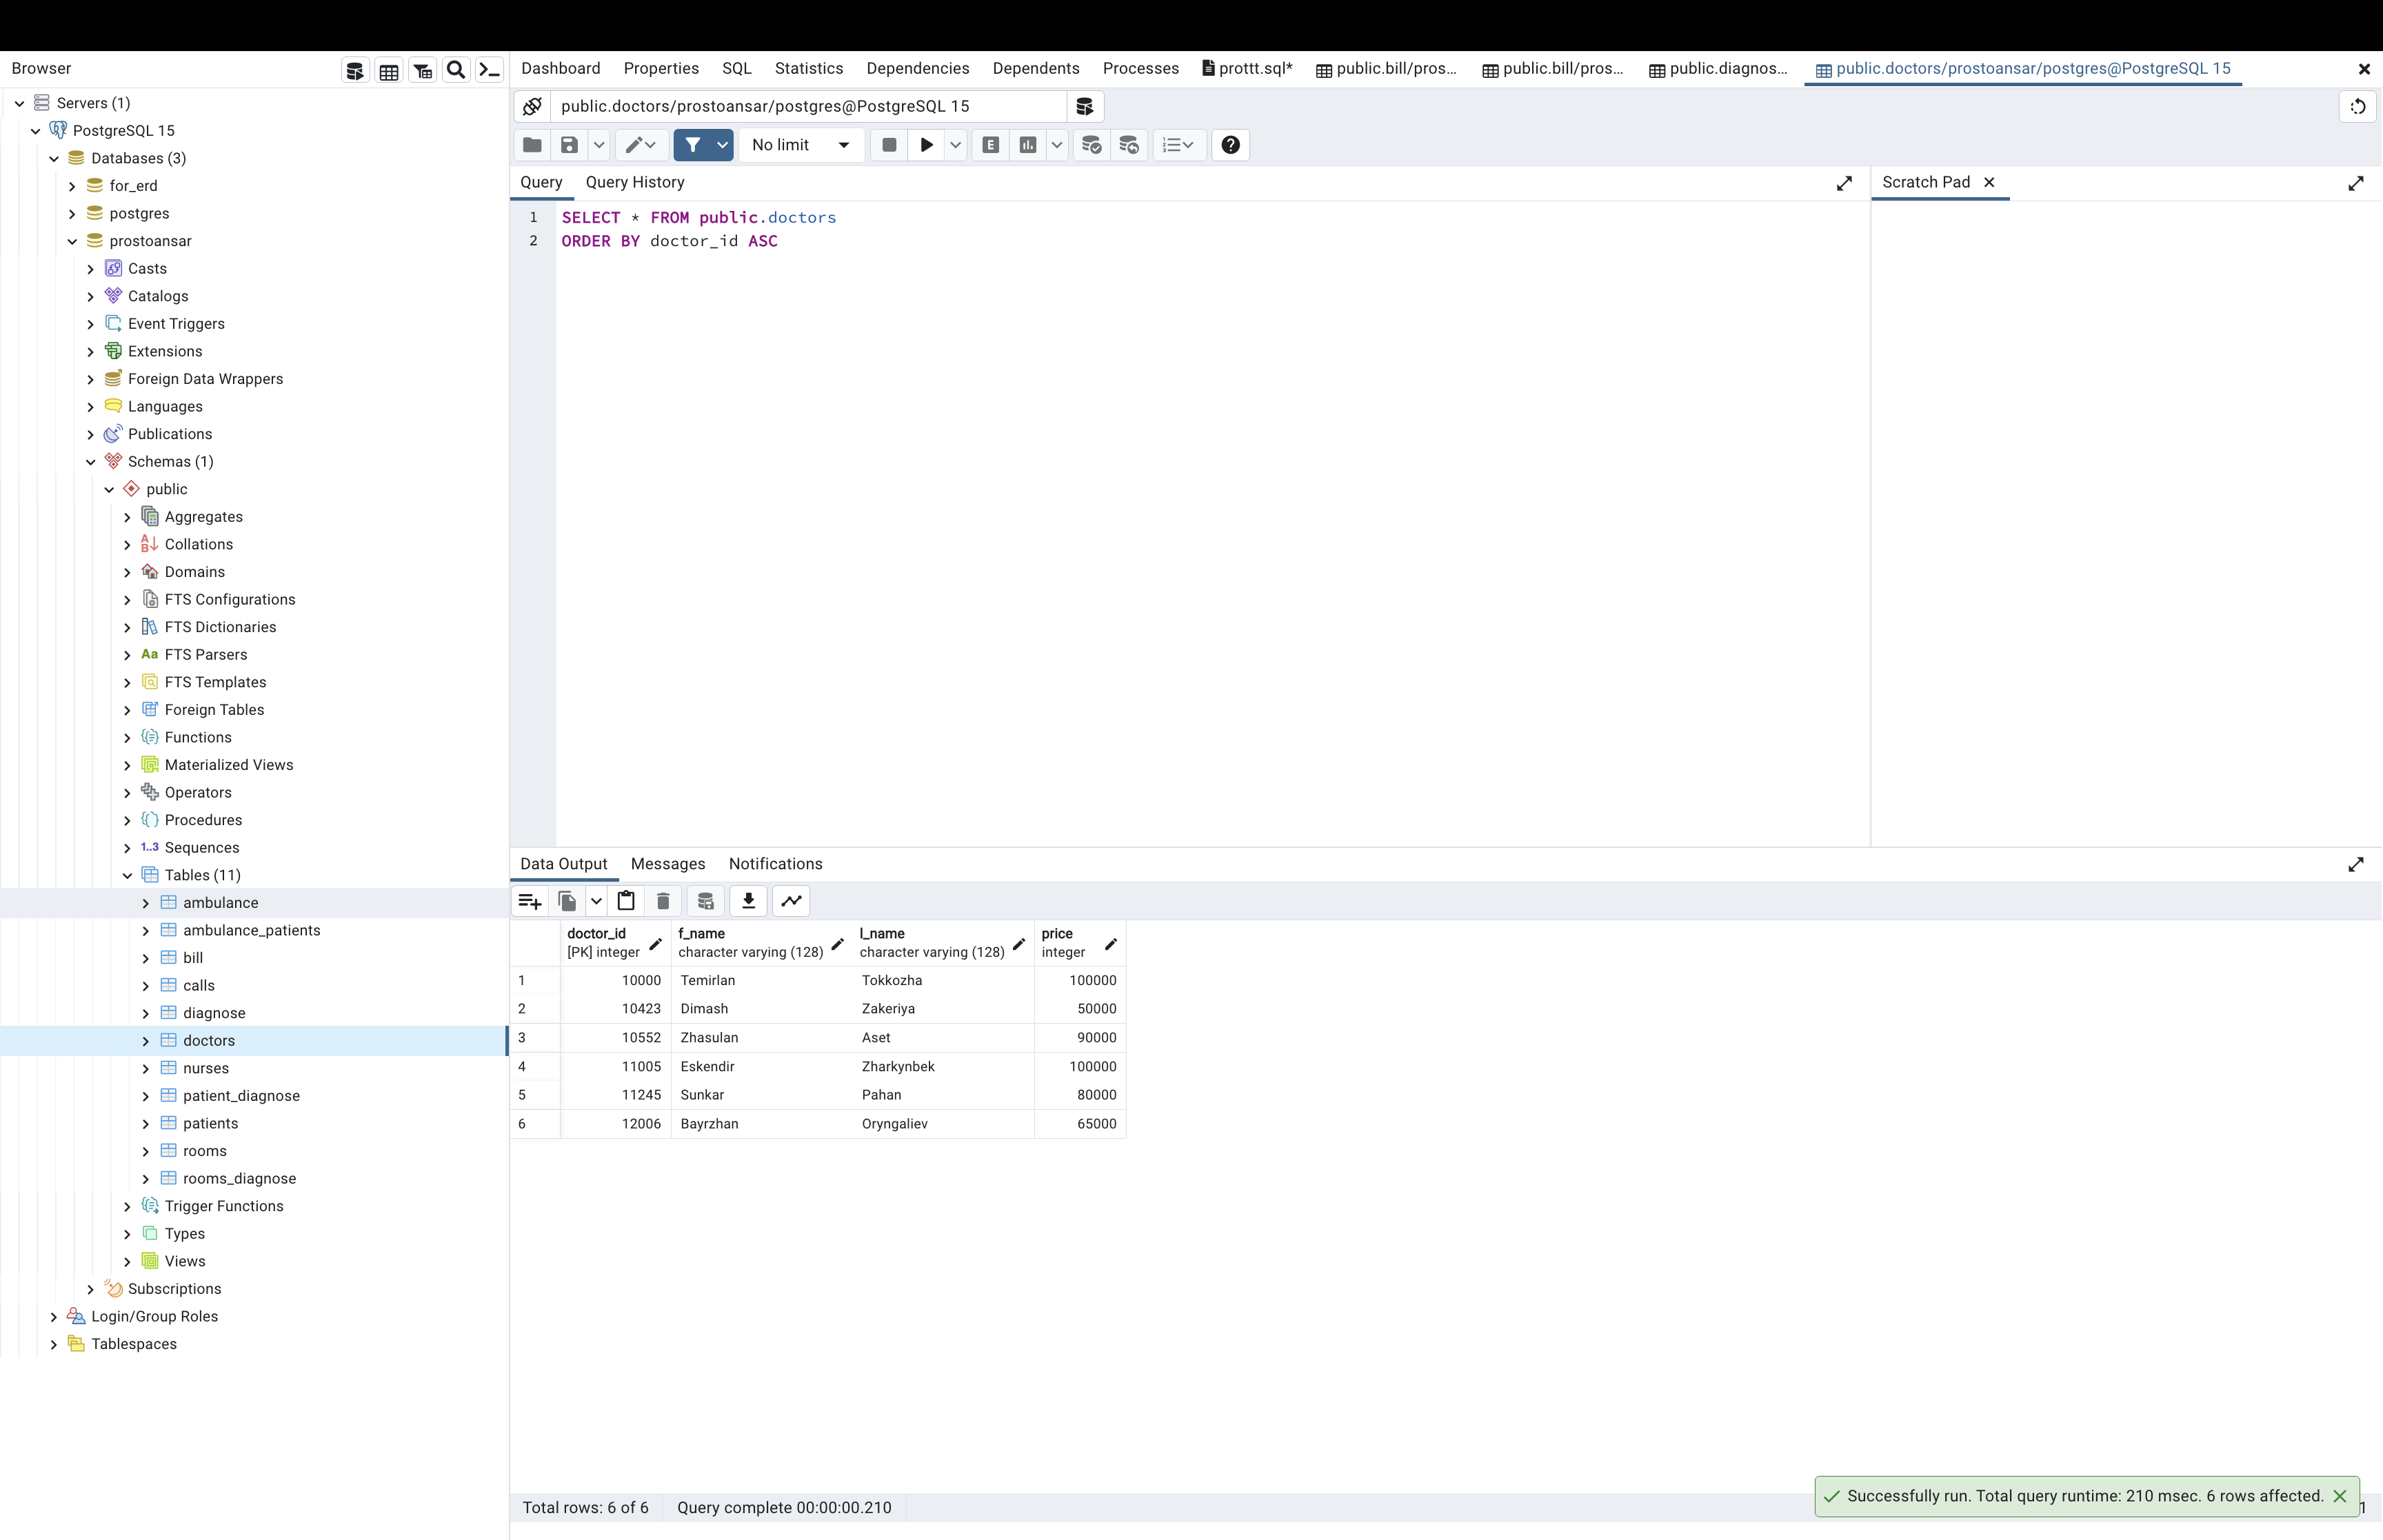 Browser
Dashboard Properties SQL Statistics Dependencies Dependents Processes prottt.sql* public.bill/pros... public.bill/pros... public.diagnos... public.doctors/prostoansar/postgres@PostgreSQL 15
Servers (1)
PostgreSQL 15
Databases (3)
for_erd
postgres
prostoansar
Casts
Catalogs
Event Triggers
Extensions
Foreign Data Wrappers
Languages
Publications
Schemas (1)
public
Aggregates
Collations
Domains
FTS Configurations
FTS Dictionaries
Aa FTS Parsers
FTS Templates
Foreign Tables
Functions
Materialized Views
Operators
Procedures
1..3 Sequences
Tables (11)
ambulance
ambulance_patients
bill
calls
diagnose
doctors
nurses
patient_diagnose
patients
rooms
rooms_diagnose
Trigger Functions
Types
Views
Subscriptions
Login/Group Roles
Tablespaces
public.doctors/prostoansar/postgres@PostgreSQL 15
No limit E
Query Query History Scratch Pad
1 SELECT * FROM public.doctors
2 ORDER BY doctor_id ASC
Data Output Messages Notifications
doctor_id f_name l_name price
[PK] integer character varying (128) character varying (128) integer
1 10000 Temirlan Tokkozha 100000
2 10423 Dimash Zakeriya 50000
3 10552 Zhasulan Aset 90000
4 11005 Eskendir Zharkynbek 100000
5 11245 Sunkar Pahan 80000
6 12006 Bayrzhan Oryngaliev 65000
Total rows: 6 of 6 Query complete 00:00:00.210
Successfully run. Total query runtime: 210 msec. 6 rows affected.